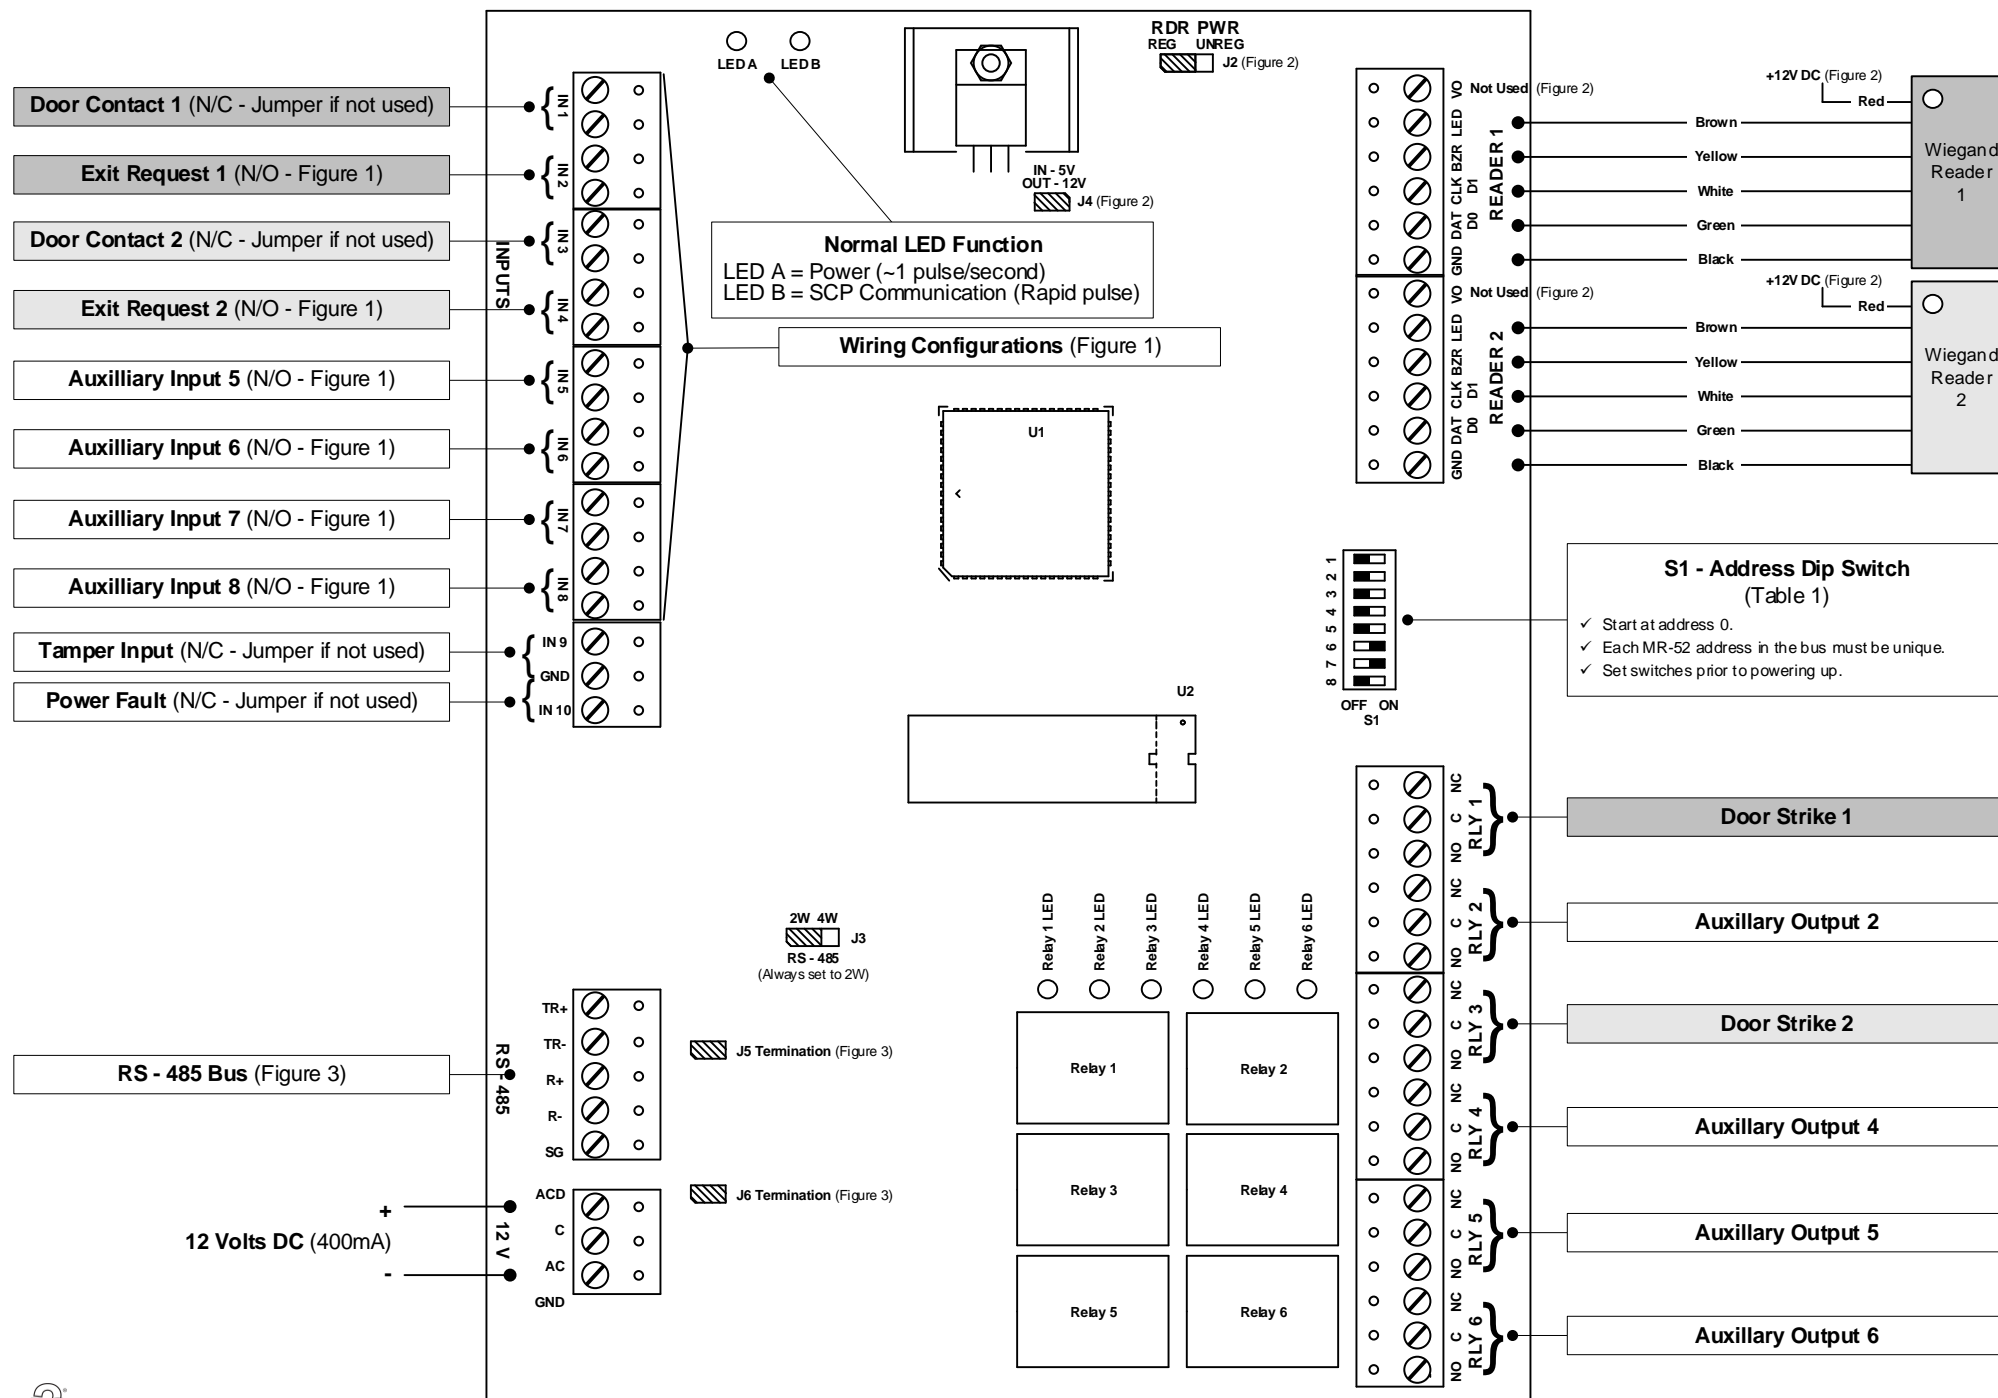 LED A
LED B
RDR PWR
REG UNREG
J2 (Figure 2)
IN - 5V
OUT - 12V
J4 (Figure 2)
Normal LED Function
LED A = Power (~1 pulse/second)
LED B = SCP Communication (Rapid pulse)
Wiring Configurations (Figure 1)
Door Contact 1 (N/C - Jumper if not used)
IN 1
Exit Request 1 (N/O - Figure 1)
IN 2
Door Contact 2 (N/C - Jumper if not used)
IN 3
Exit Request 2 (N/O - Figure 1)
IN 4
INPUTS
Auxilliary Input 5 (N/O - Figure 1)
IN 5
Auxilliary Input 6 (N/O - Figure 1)
IN 6
Auxilliary Input 7 (N/O - Figure 1)
IN 7
Auxilliary Input 8 (N/O - Figure 1)
IN 8
Tamper Input (N/C - Jumper if not used)
IN 9
GND
Power Fault (N/C - Jumper if not used)
IN 10
U1
U2
VO
Not Used (Figure 2)
LED
BZR
CLK
D1
DAT
D0
GND
READER 1
+12V DC (Figure 2)
Red
Brown
Yellow
White
Green
Black
Wiegand
Reader
1
VO
Not Used (Figure 2)
LED
BZR
CLK
D1
DAT
D0
GND
READER 2
+12V DC (Figure 2)
Red
Brown
Yellow
White
Green
Black
Wiegand
Reader
2
1
2
3
4
5
6
7
8
OFF ON
S1
S1 - Address Dip Switch
(Table 1)
✓ Start at address 0.
✓ Each MR-52 address in the bus must be unique.
✓ Set switches prior to powering up.
NC
C
NO
RLY 1
Door Strike 1
NC
C
NO
RLY 2
Auxillary Output 2
NC
C
NO
RLY 3
Door Strike 2
NC
C
NO
RLY 4
Auxillary Output 4
NC
C
NO
RLY 5
Auxillary Output 5
NC
C
NO
RLY 6
Auxillary Output 6
2W 4W
J3
RS - 485
(Always set to 2W)
Relay 1 LED
Relay 2 LED
Relay 3 LED
Relay 4 LED
Relay 5 LED
Relay 6 LED
Relay 1
Relay 2
Relay 3
Relay 4
Relay 5
Relay 6
RS - 485 Bus (Figure 3)
RS - 485
TR+
TR-
R+
R-
SG
J5 Termination (Figure 3)
J6 Termination (Figure 3)
+
12 Volts DC (400mA)
-
12 V
ACD
C
AC
GND